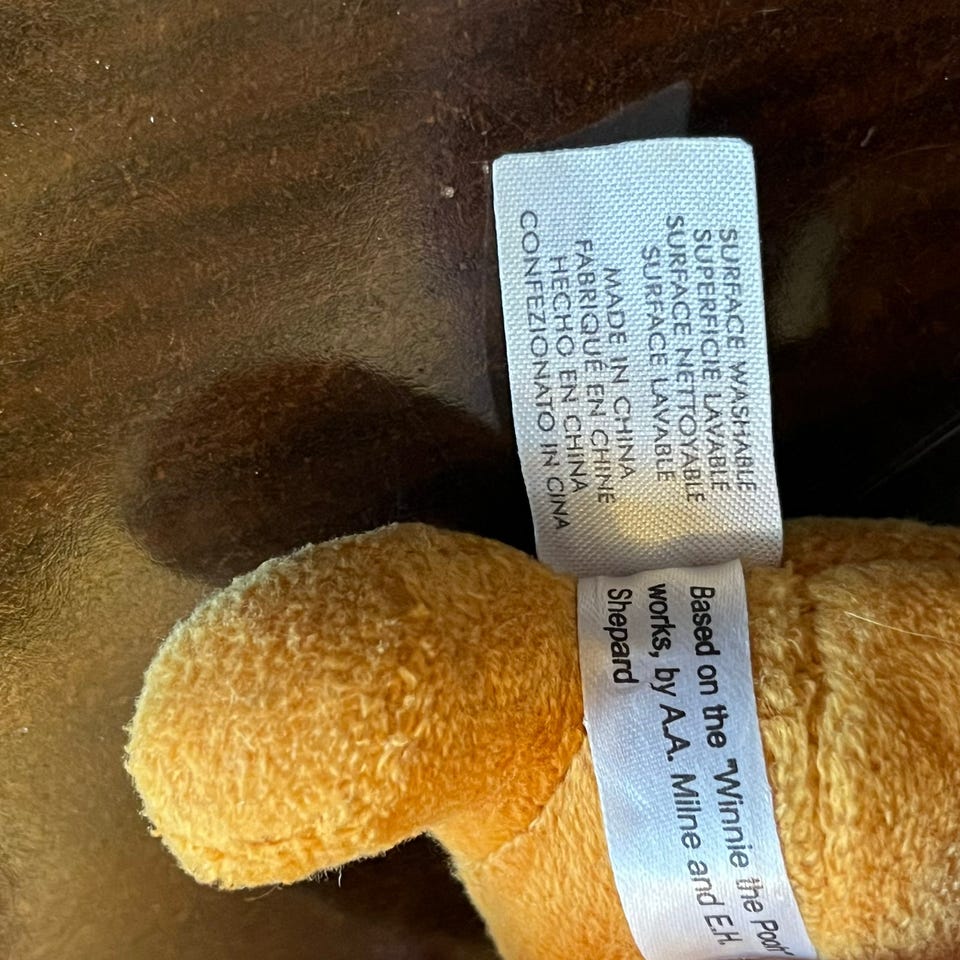 SURFACE WASHABLE
SUPERFICIE LAVABLE
SURFACE NETTOYABLE
SURFACE LAVABLE
MADE IN CHINA
FABRIQUÉ EN CHINE
HECHO EN CHINA
CONFEZIONATO IN CINA
Based on the "Winnie the Pooh"
works, by A.A. Milne and E.H.
Shepard